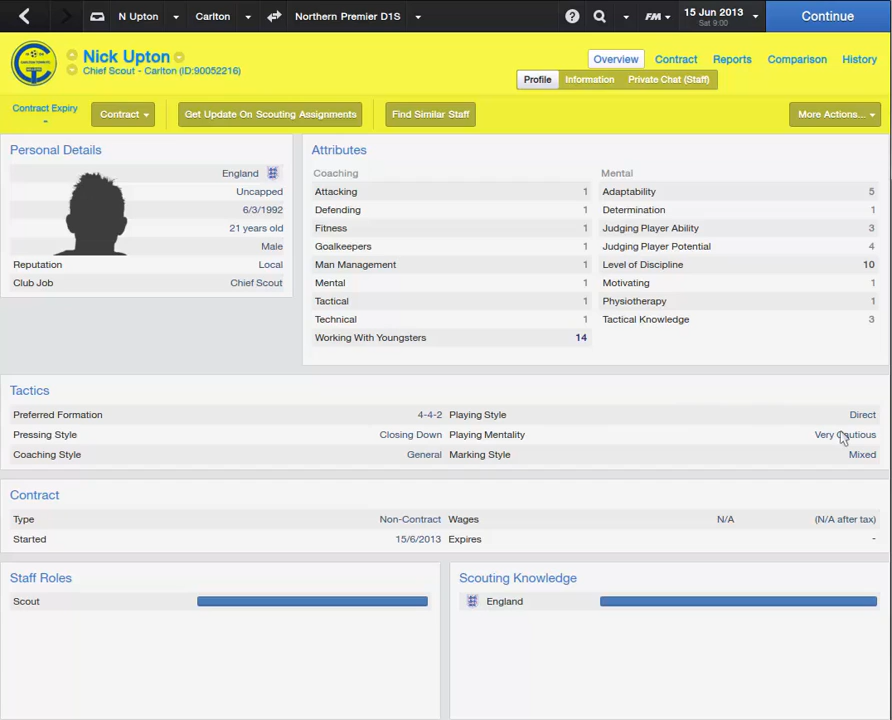 N Upton Carlton Northern Premier D1S ? FM 15 Jun 2013 Sat 9:00 Continue
Nick Upton
Chief Scout - Carlton (ID:90052216)
Overview Contract Reports Comparison History
Profile Information Private Chat (Staff)
Contract Expiry
-
Contract Get Update On Scouting Assignments Find Similar Staff More Actions...
Personal Details
England
Uncapped
6/3/1992
21 years old
Male
Reputation Local
Club Job Chief Scout
Attributes
Coaching Mental
Attacking 1 Adaptability 5
Defending 1 Determination 1
Fitness 1 Judging Player Ability 3
Goalkeepers 1 Judging Player Potential 4
Man Management 1 Level of Discipline 10
Mental 1 Motivating 1
Tactical 1 Physiotherapy 1
Technical 1 Tactical Knowledge 3
Working With Youngsters 14
Tactics
Preferred Formation 4-4-2 Playing Style Direct
Pressing Style Closing Down Playing Mentality Very Cautious
Coaching Style General Marking Style Mixed
Contract
Type Non-Contract Wages N/A (N/A after tax)
Started 15/6/2013 Expires -
Staff Roles
Scout
Scouting Knowledge
England